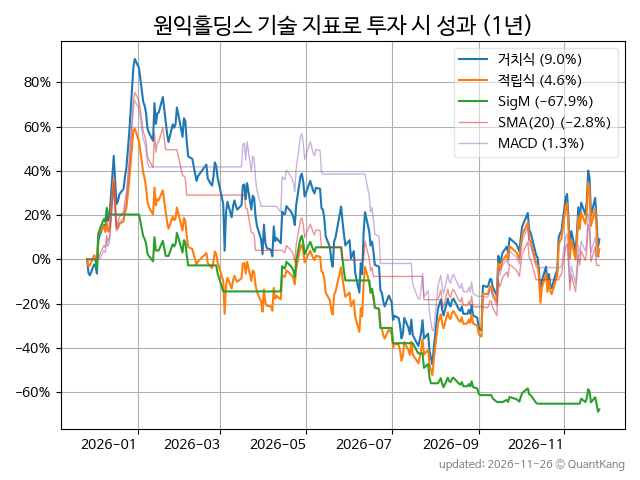 원익홀딩스 기술 지표로 투자 시 성과 (1년)
거치식 (9.0%)
적립식 (4.6%)
SigM (−67.9%)
SMA(20) (−2.8%)
MACD (1.3%)
80%
60%
40%
20%
0%
−20%
−40%
−60%
2026-01 2026-03 2026-05 2026-07 2026-09 2026-11
updated: 2026-11-26 © QuantKang